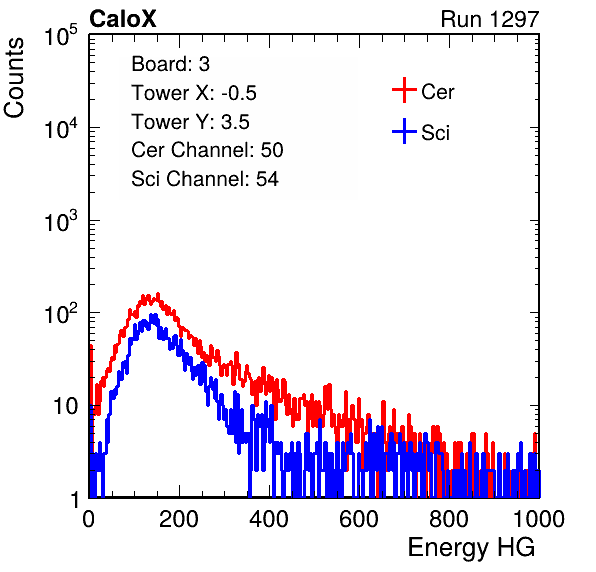 CaloX Run 1297
Counts
10^5
10^4
10^3
10^2
10
1
Board: 3
Tower X: -0.5
Tower Y: 3.5
Cer Channel: 50
Sci Channel: 54
Cer
Sci
0 200 400 600 800 1000
Energy HG